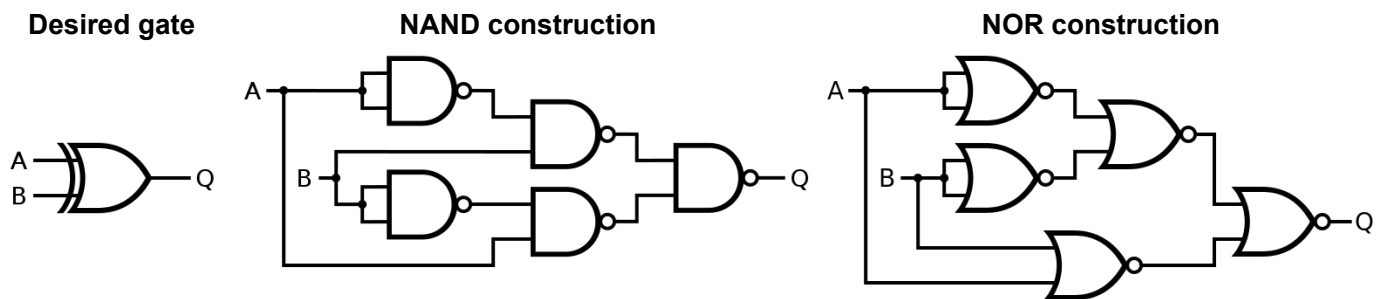 Desired gate
NAND construction
NOR construction
A
B
Q
A
B
Q
A
B
Q